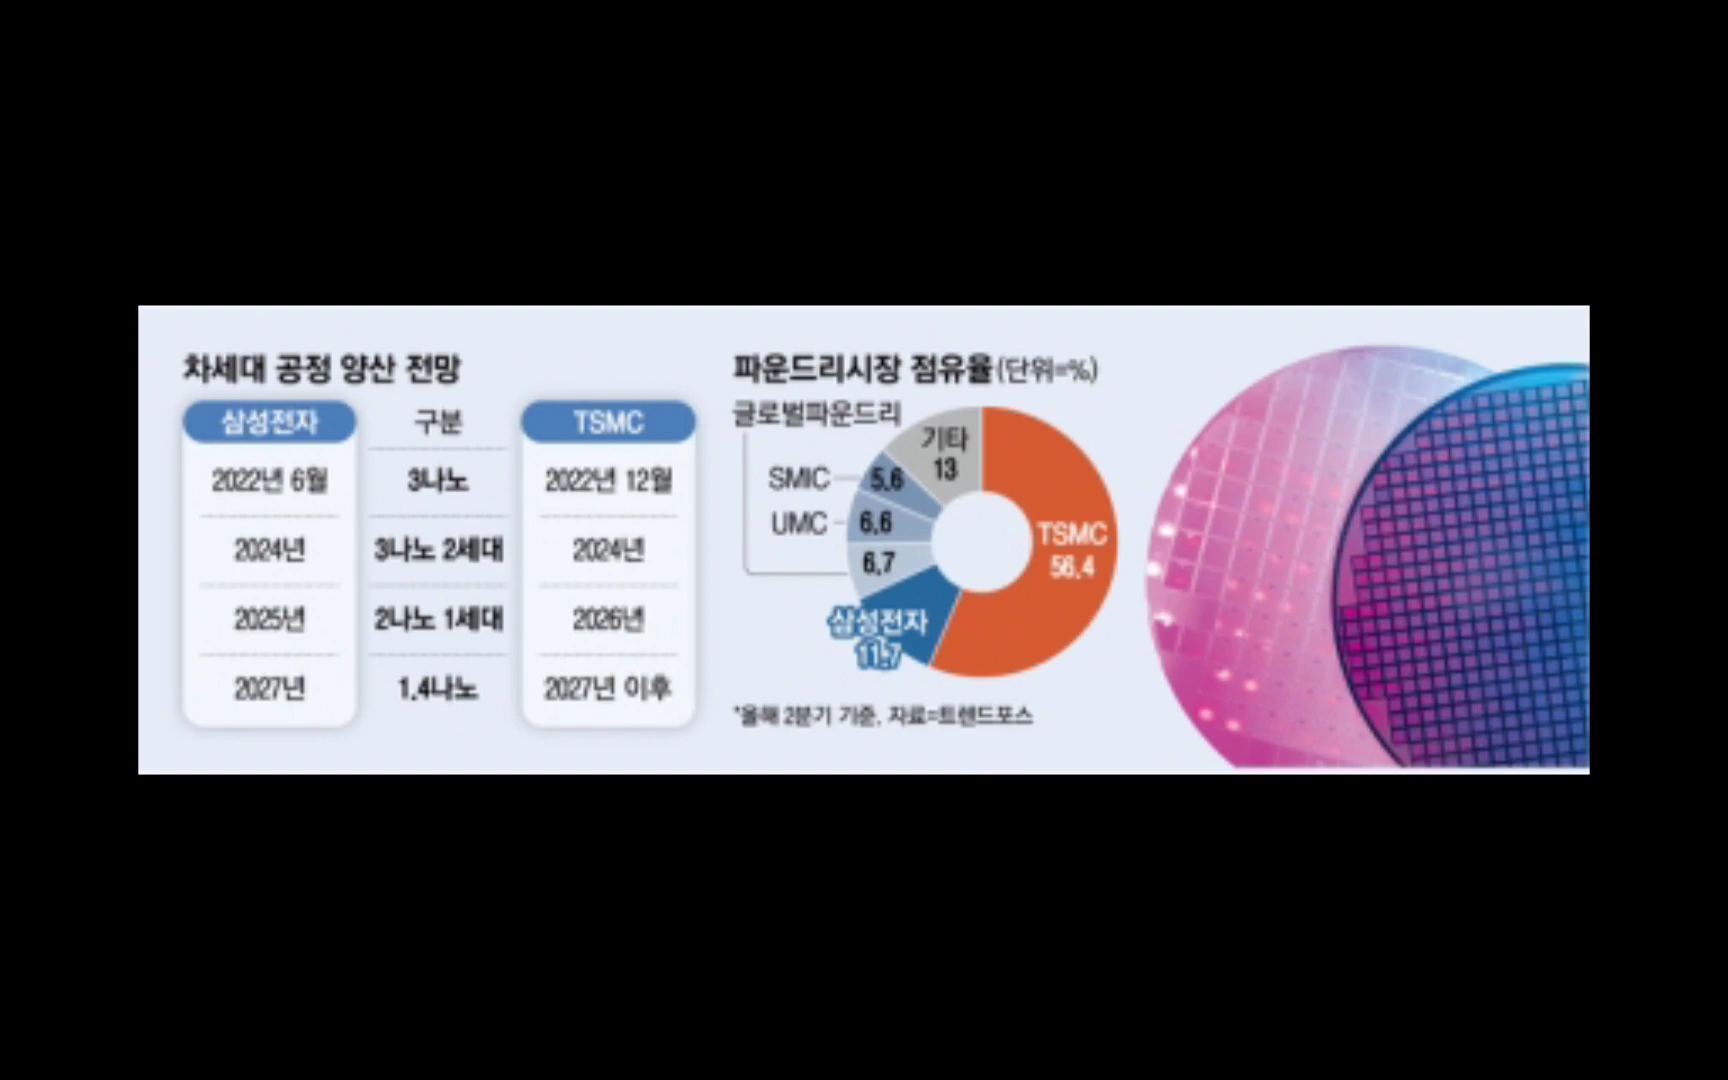 차세대 공정 양산 전망
삼성전자 구분 TSMC
2022년 6월 3나노 2022년 12월
2024년 3나노 2세대 2024년
2025년 2나노 1세대 2026년
2027년 1.4나노 2027년 이후
파운드리시장 점유율(단위=%)
글로벌파운드리
기타
13
SMIC 5.6
UMC 6.6
6.7
TSMC
56.4
삼성전자
11.7
*올해 2분기 기준, 자료=트렌드포스